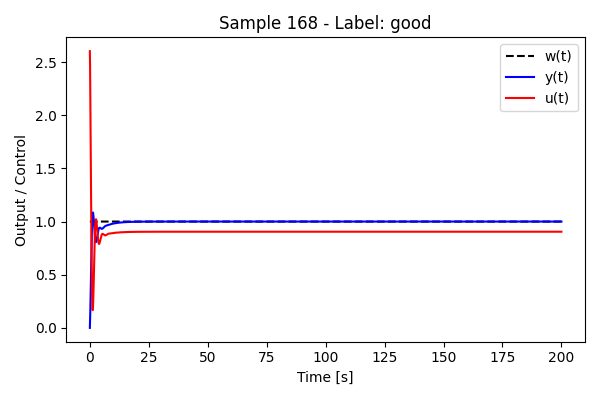 Sample 168 - Label: good
w(t)
y(t)
u(t)
Output / Control
2.5
2.0
1.5
1.0
0.5
0.0
0 25 50 75 100 125 150 175 200
Time [s]